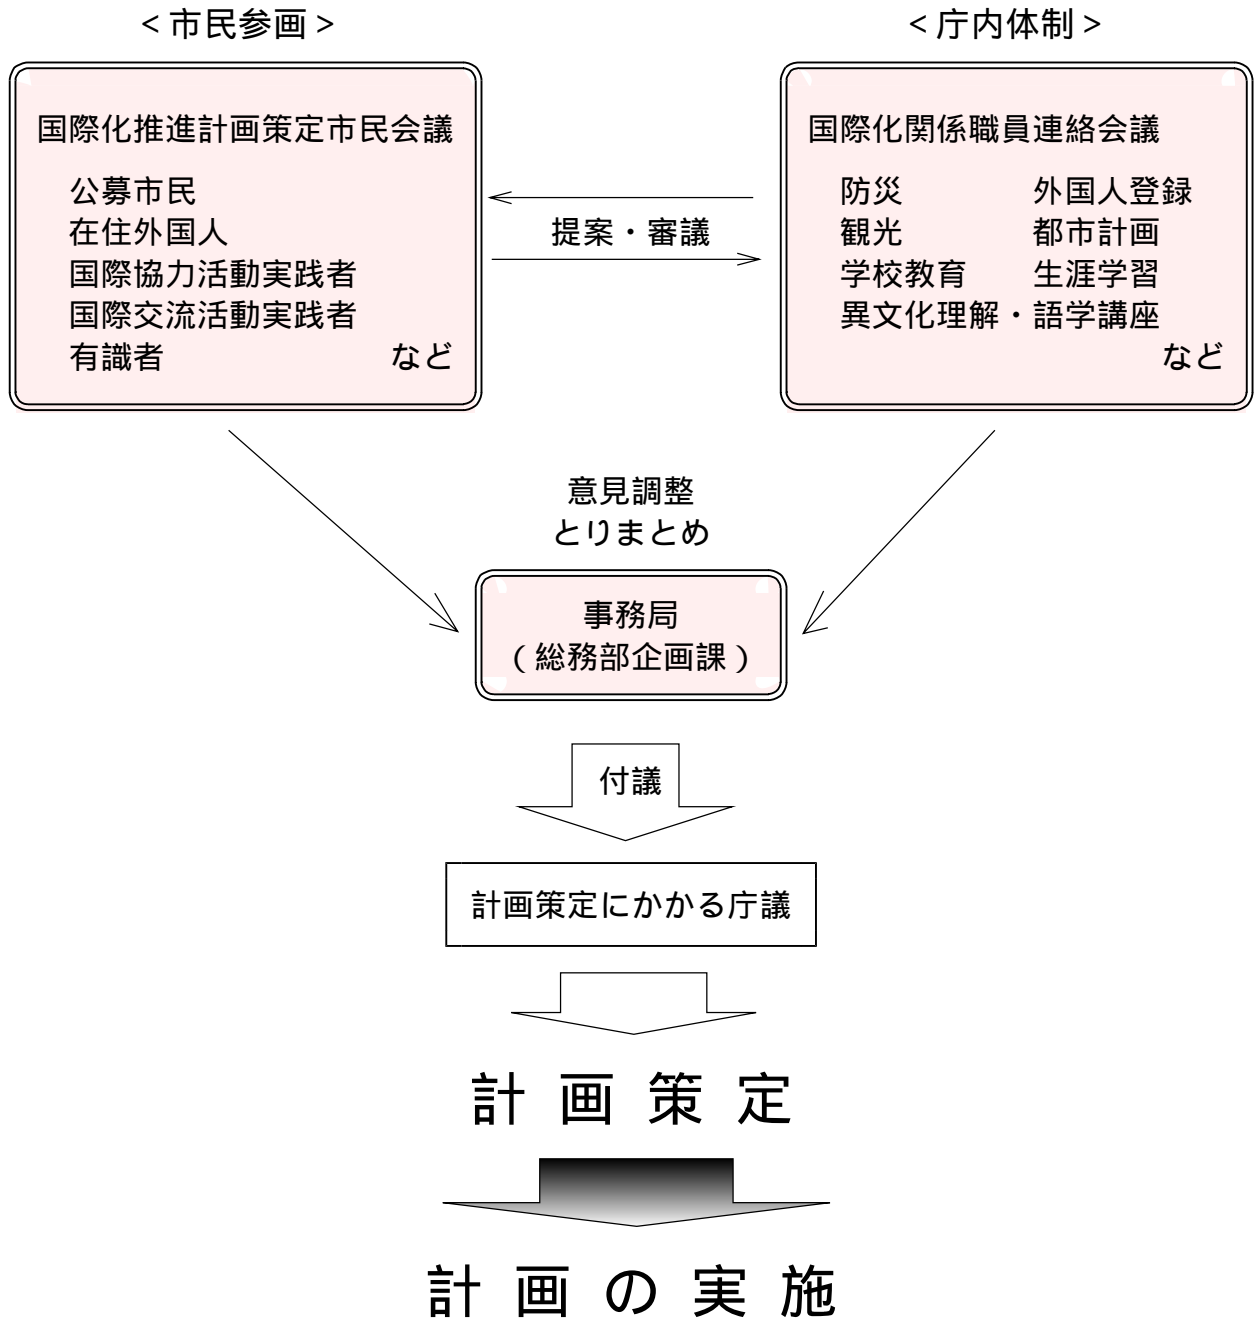 ＜市民参画＞
＜庁内体制＞
国際化推進計画策定市民会議
公募市民
在住外国人
国際協力活動実践者
国際交流活動実践者
有識者　など
提案・審議
国際化関係職員連絡会議
防災　外国人登録
観光　都市計画
学校教育　生涯学習
異文化理解・語学講座
など
意見調整
とりまとめ
事務局
（総務部企画課）
付議
計画策定にかかる庁議
計画策定
計画の実施